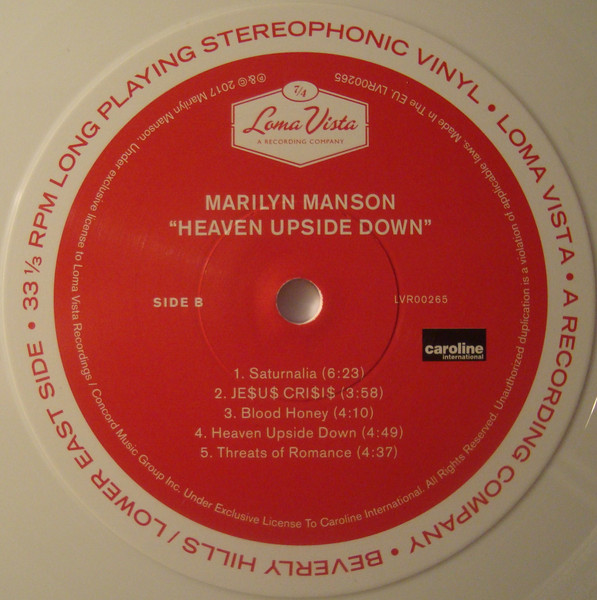 33 1/3 RPM LONG PLAYING STEREOPHONIC VINYL • LOMA VISTA • A RECORDING COMPANY • BEVERLY HILLS / LOWER EAST SIDE •
℗&© 2017 Marilyn Manson. Under exclusive license to Loma Vista Recordings / Concord Music Group Inc. Under Exclusive License To Caroline International. All Rights Reserved. Unauthorized duplication is a violation of applicable laws. Made In The EU. LVR00265
7/4
Loma Vista
A RECORDING COMPANY
MARILYN MANSON
“HEAVEN UPSIDE DOWN”
SIDE B
LVR00265
caroline
international
1. Saturnalia (6:23)
2. JE$U$ CRI$I$ (3:58)
3. Blood Honey (4:10)
4. Heaven Upside Down (4:49)
5. Threats of Romance (4:37)